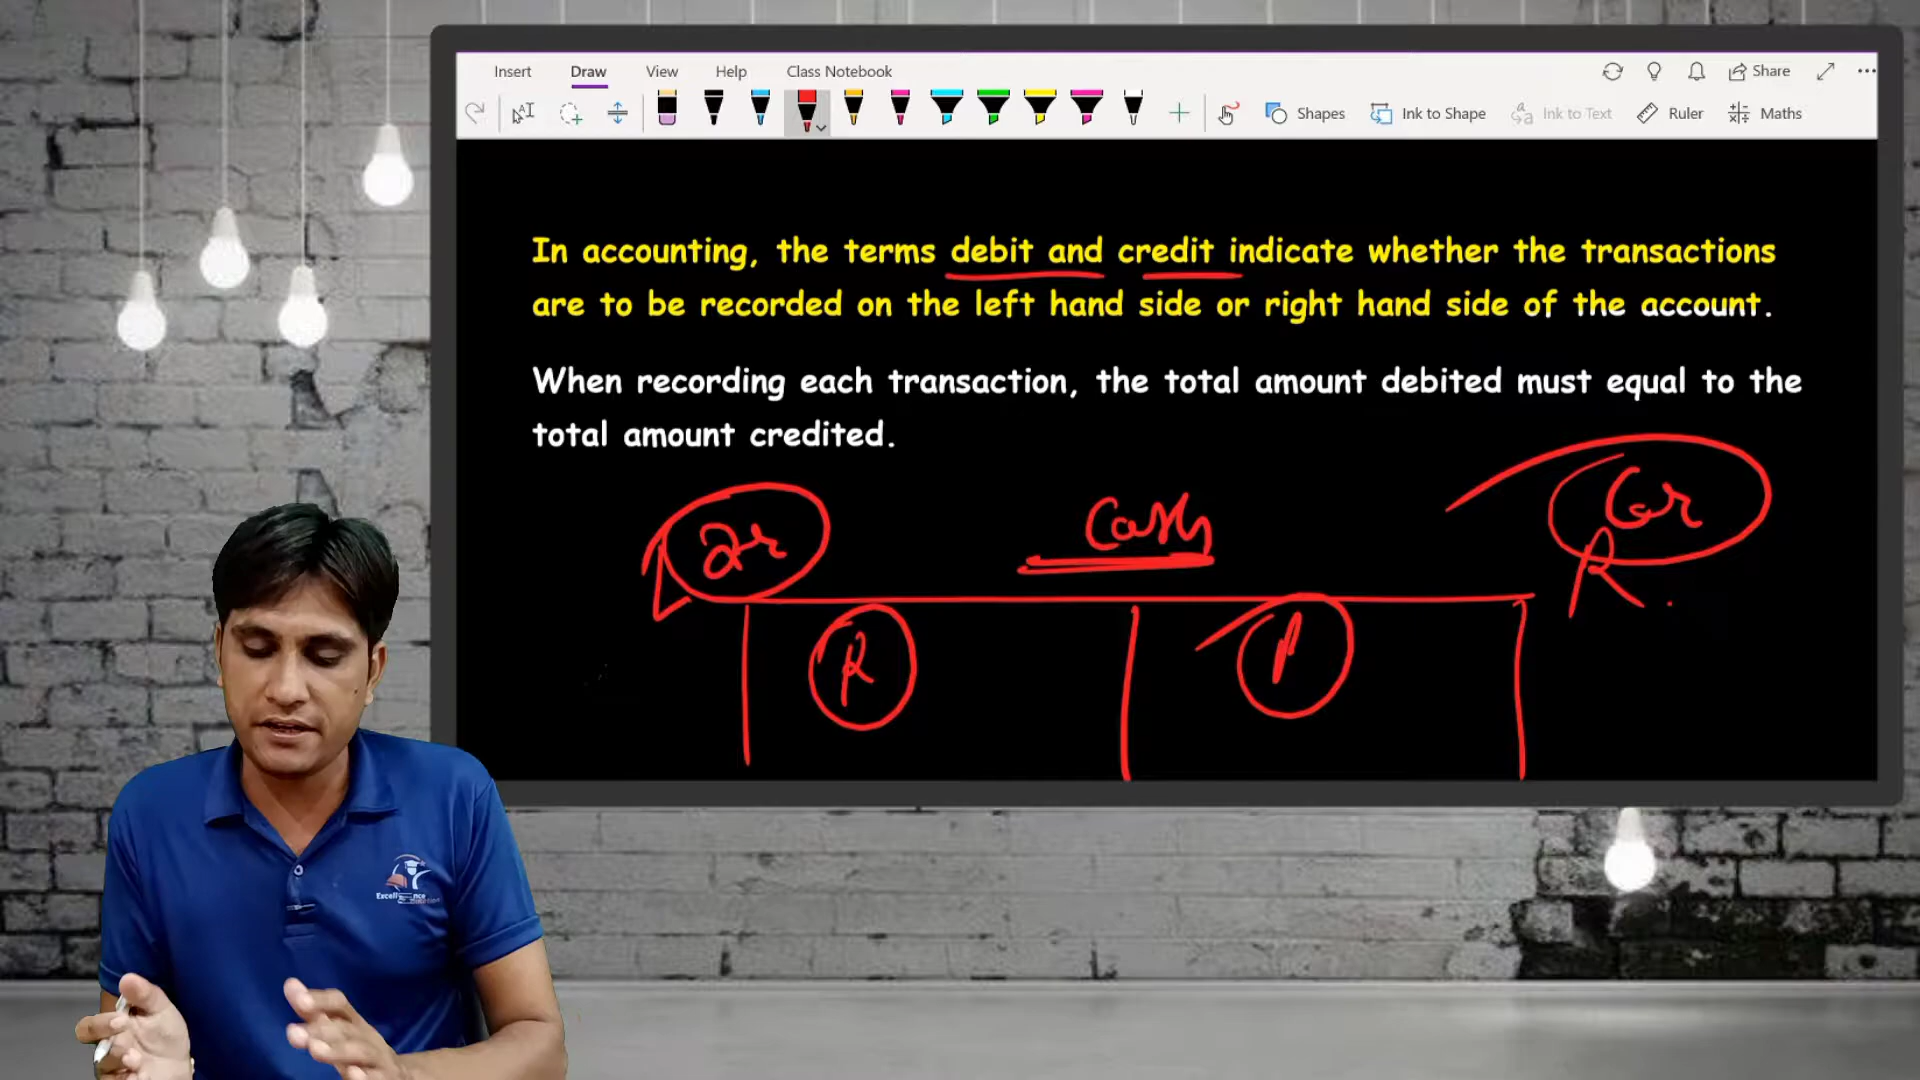 Insert Draw View Help Class Notebook Share
Shapes Ink to Shape Ink to Text Ruler Maths
In accounting, the terms debit and credit indicate whether the transactions
are to be recorded on the left hand side or right hand side of the account.
When recording each transaction, the total amount debited must equal to the
total amount credited.
Dr Cash Cr
R
R P